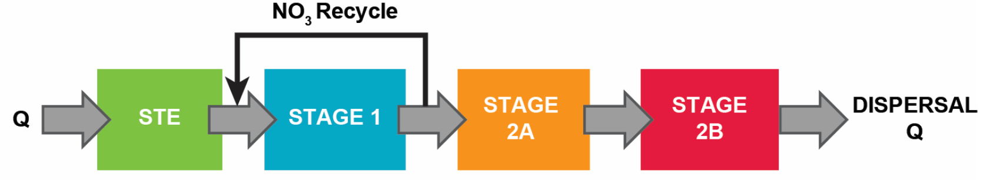 NO3 Recycle
Q
STE
STAGE 1
STAGE
2A
STAGE
2B
DISPERSAL
Q